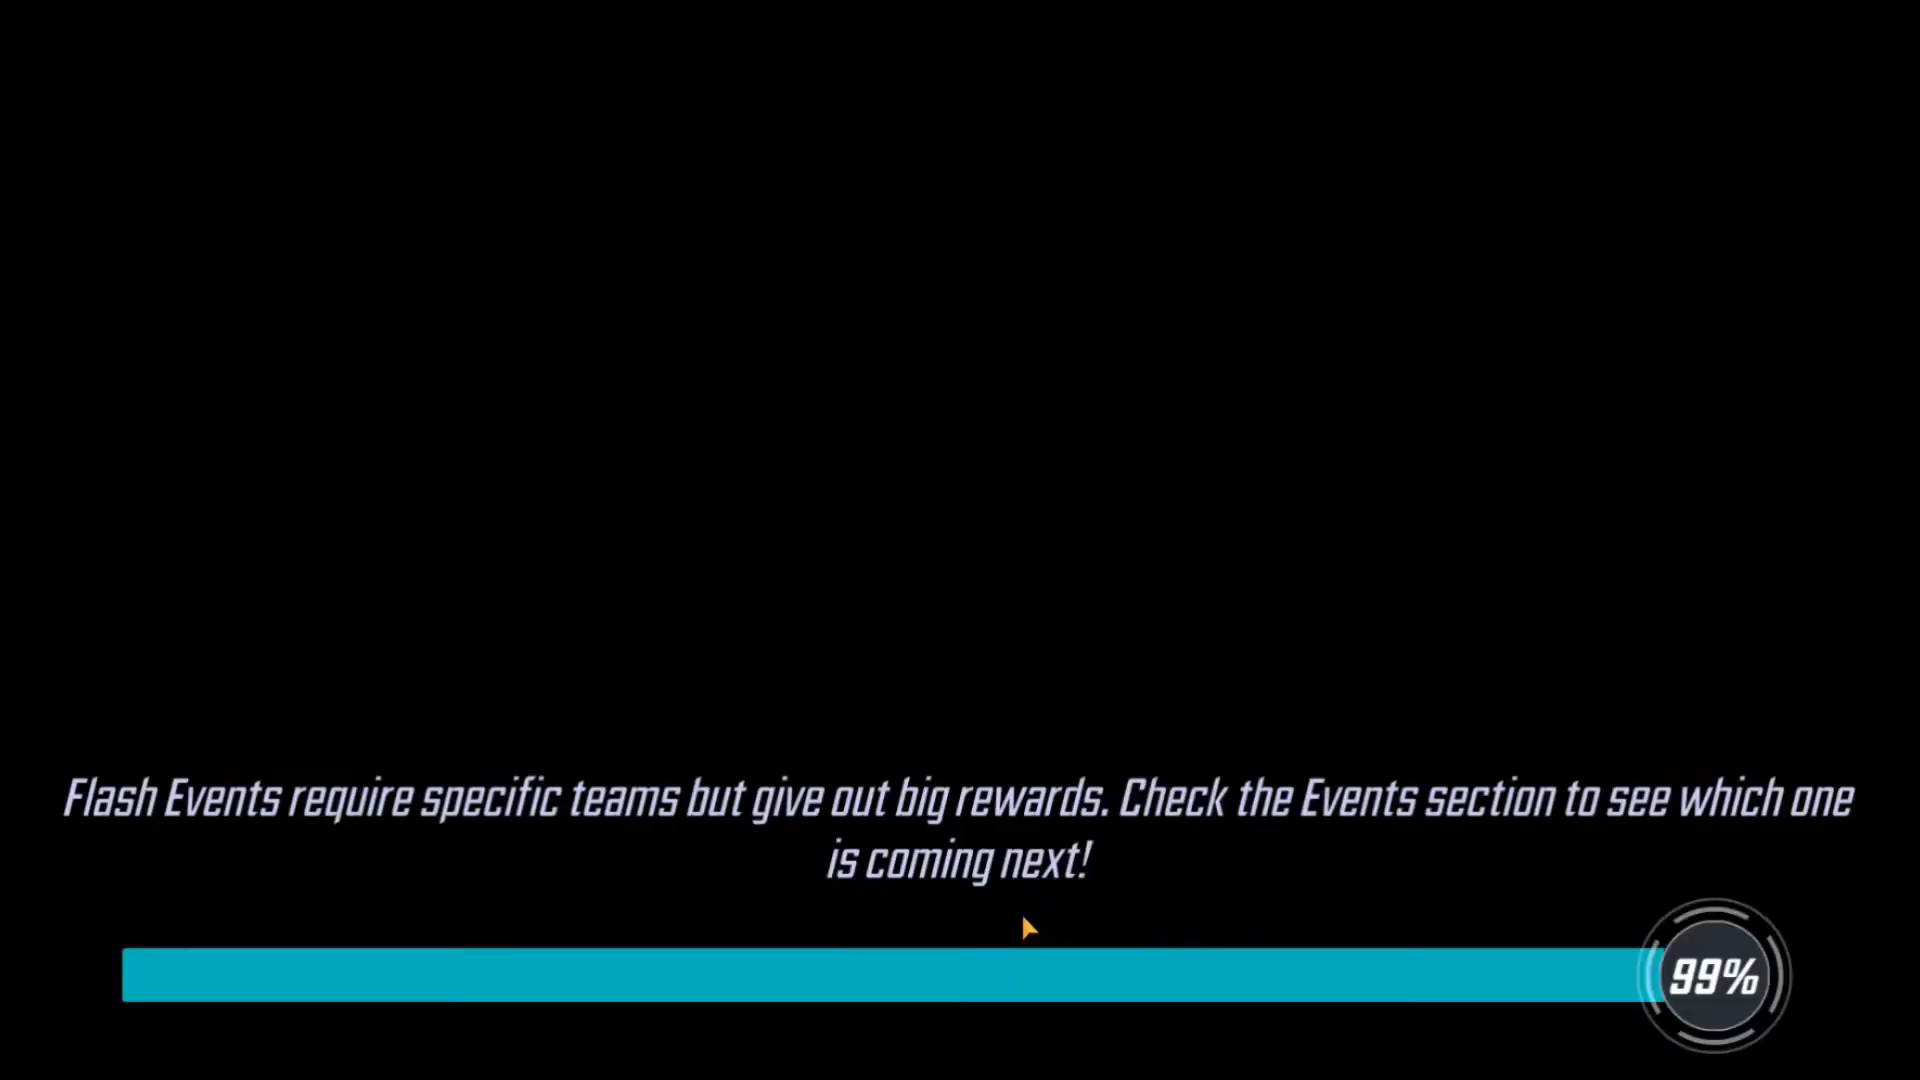 Flash Events require specific teams but give out big rewards. Check the Events section to see which one
is coming next!
99%